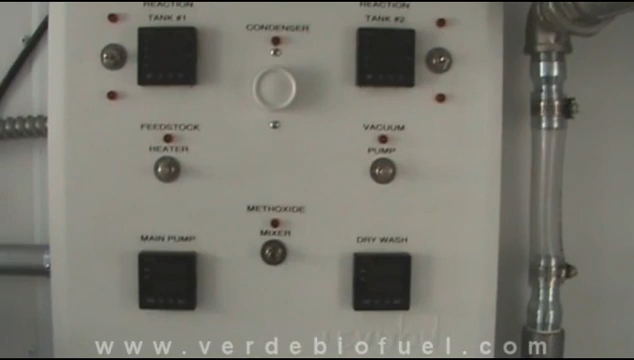 REACTION
TANK #1
CONDENSER
REACTION
TANK #2
FEEDSTOCK
HEATER
VACUUM
PUMP
METHOXIDE
MIXER
MAIN PUMP
DRY WASH
www.verdebiofuel.com